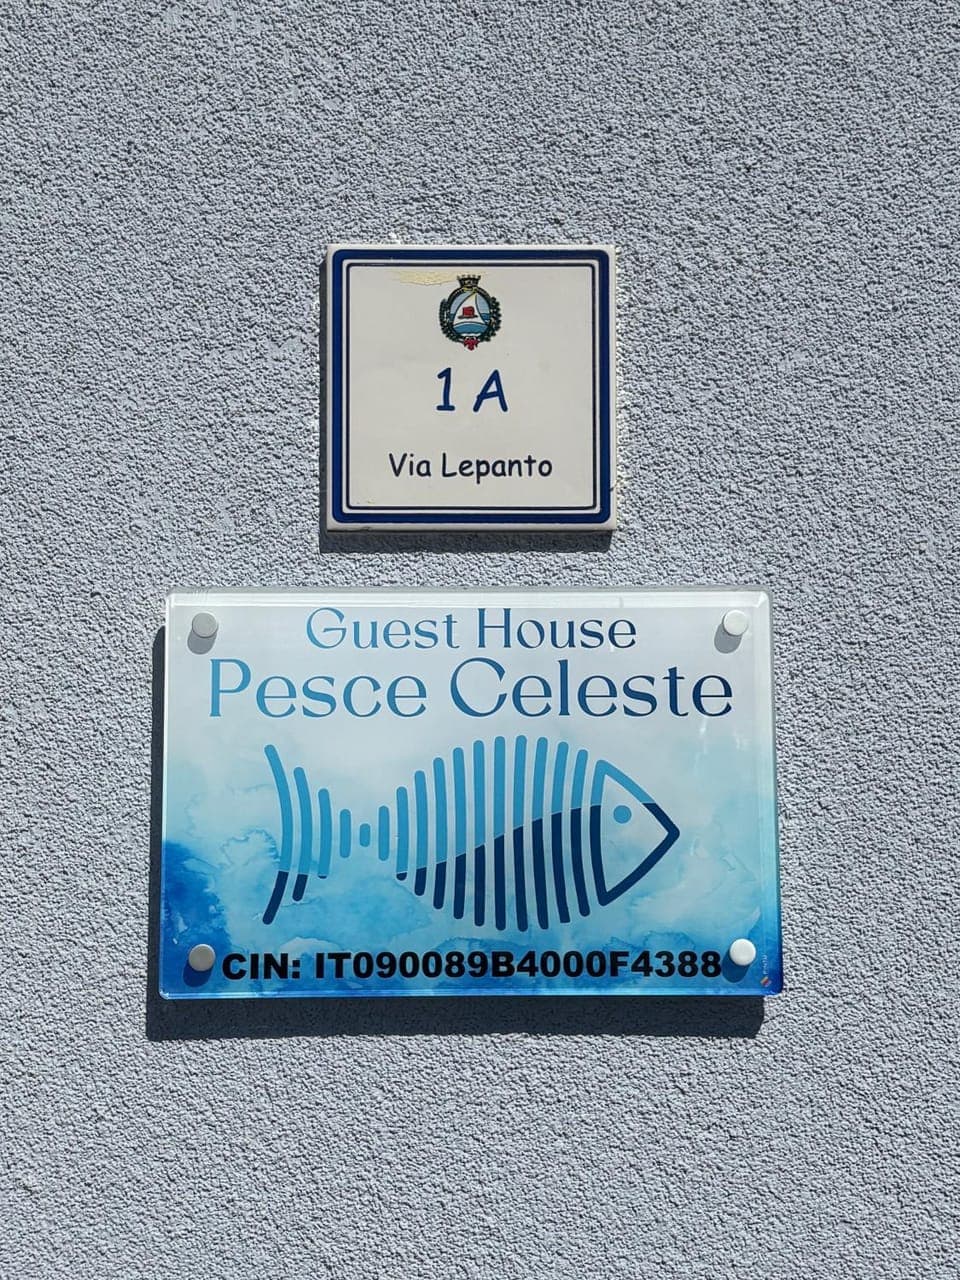 1 A
Via Lepanto
Guest House
Pesce Celeste
CIN: IT090089B4000F4388